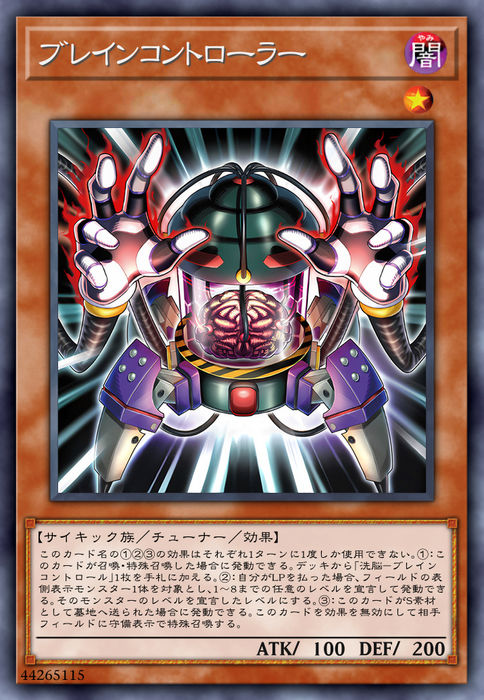 ブレインコントローラー
やみ
闇
【サイキック族／チューナー／効果】
このカード名の①②③の効果はそれぞれ1ターンに1度しか使用できない。①：こ
のカードが召喚・特殊召喚した場合に発動できる。デッキから「洗脳－ブレイン
コントロール」1枚を手札に加える。②：自分がLPを払った場合、フィールドの表
側表示モンスター1体を対象とし、1～8までの任意のレベルを宣言して発動でき
る。そのモンスターのレベルを宣言したレベルにする。③：このカードがS素材
として墓地へ送られた場合に発動できる。このカードを効果を無効にして相手
フィールドに守備表示で特殊召喚する。
ATK/ 100 DEF/ 200
44265115